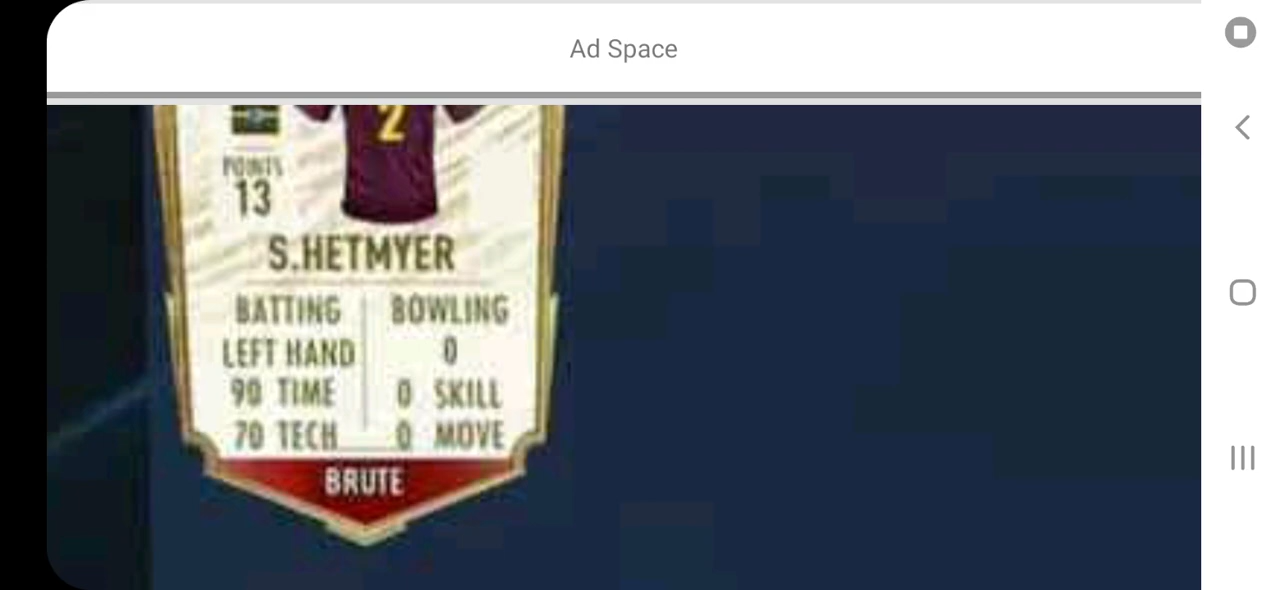 Ad Space
2
POINTS
13
S.HETMYER
BATTING BOWLING
LEFT HAND 0
90 TIME 0 SKILL
70 TECH 0 MOVE
BRUTE